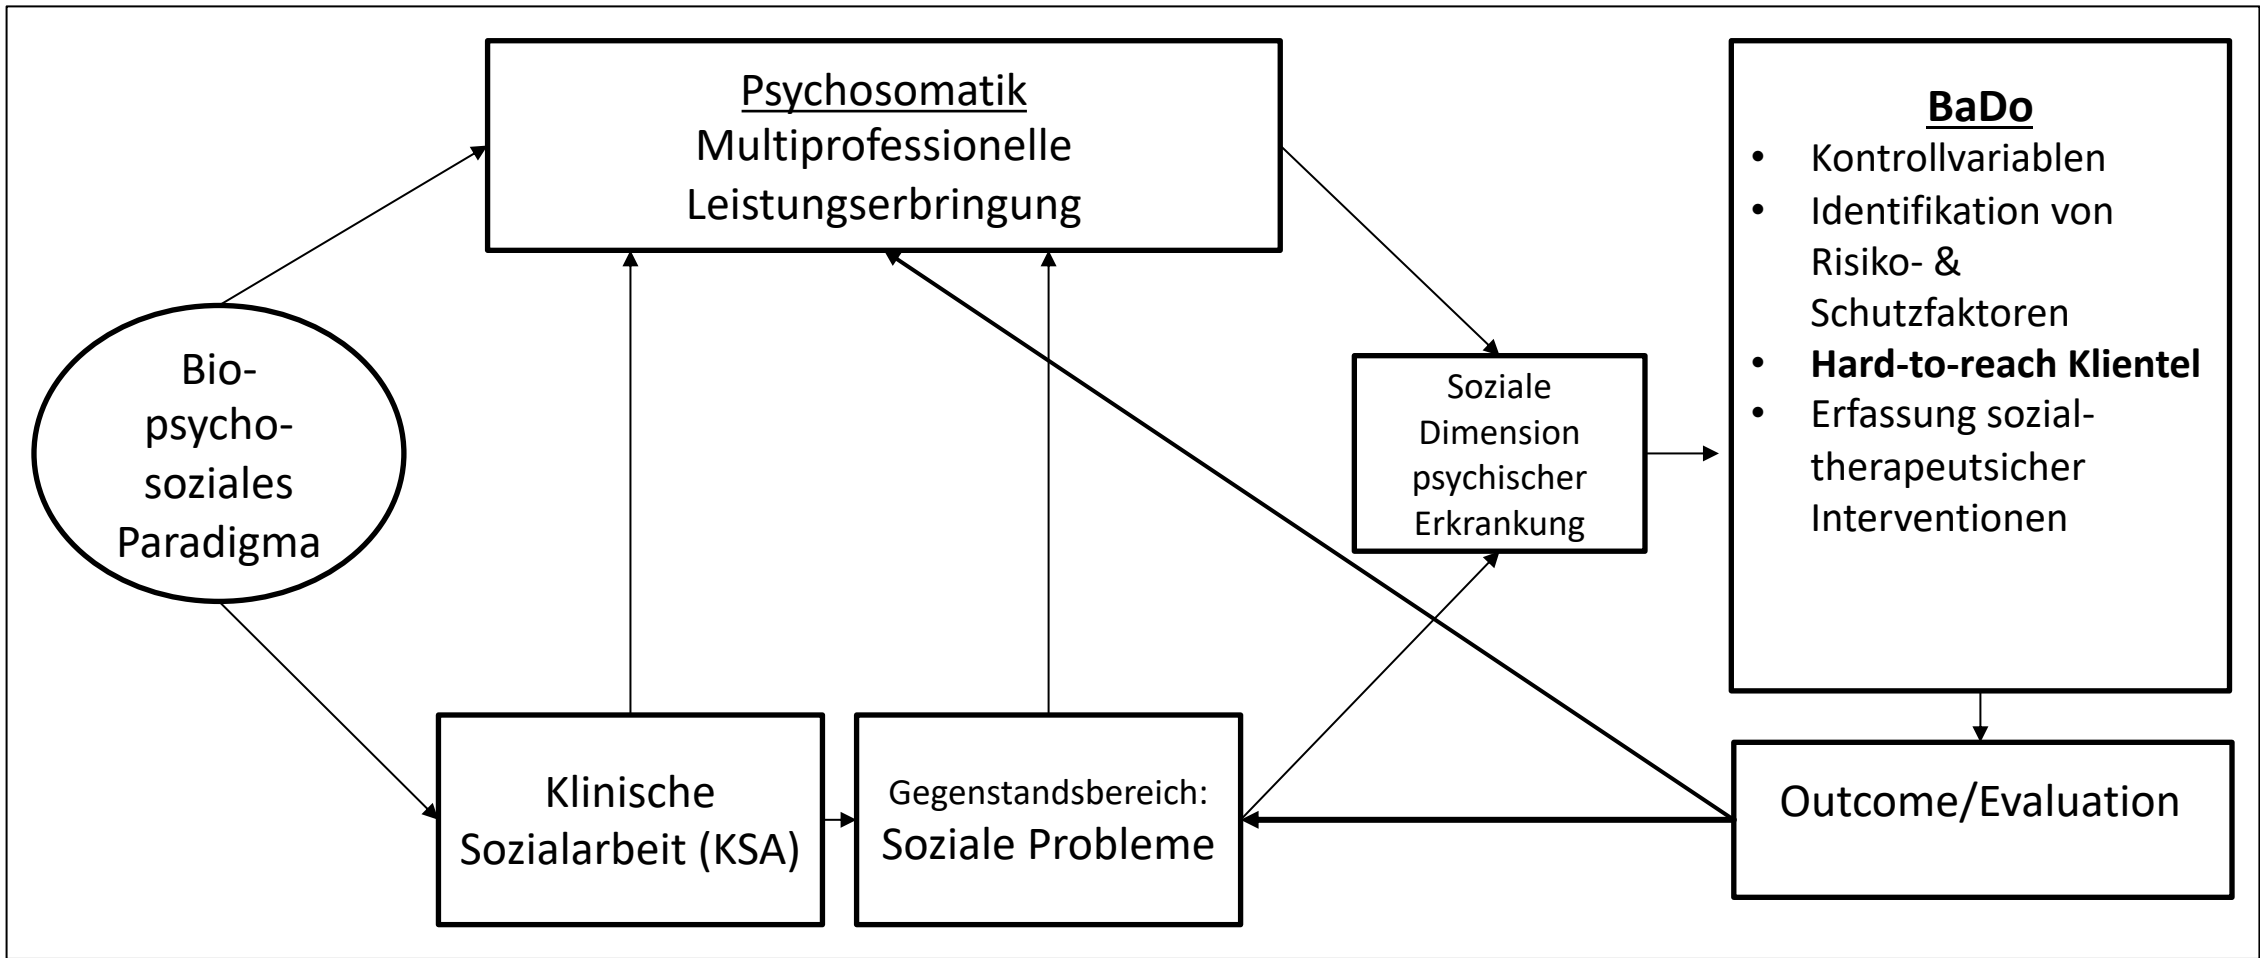 Psychosomatik
Multiprofessionelle
Leistungserbringung
Bio-
psycho-
soziales
Paradigma
Klinische
Sozialarbeit (KSA)
Gegenstandsbereich:
Soziale Probleme
Soziale
Dimension
psychischer
Erkrankung
BaDo
• Kontrollvariablen
• Identifikation von
Risiko- &
Schutzfaktoren
• Hard-to-reach Klientel
• Erfassung sozial-
therapeutsicher
Interventionen
Outcome/Evaluation